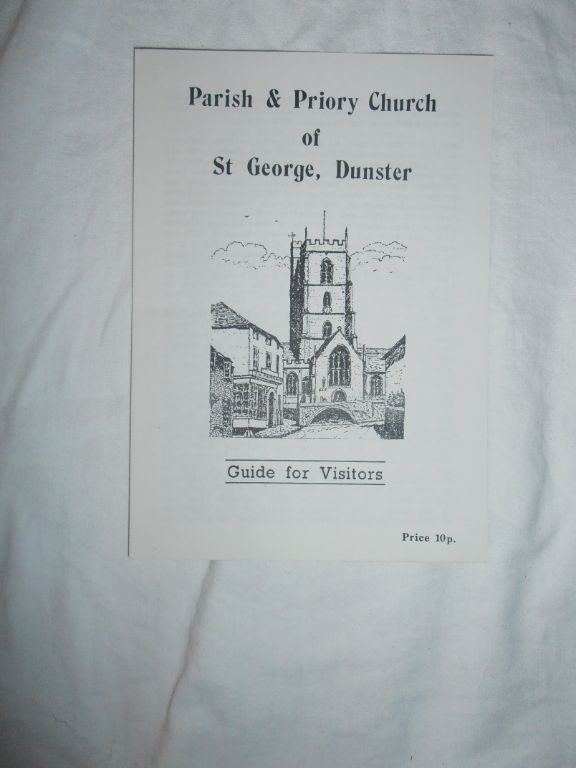 Parish & Priory Church
of
St George, Dunster
Guide for Visitors
Price 10p.